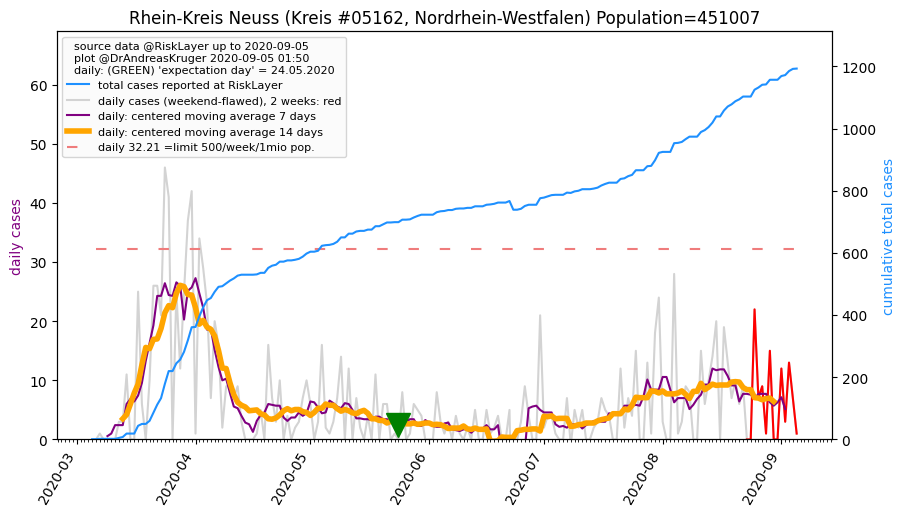 Rhein-Kreis Neuss (Kreis #05162, Nordrhein-Westfalen) Population=451007
source data @RiskLayer up to 2020-09-05
plot @DrAndreasKruger 2020-09-05 01:50
daily: (GREEN) 'expectation day' = 24.05.2020
total cases reported at RiskLayer
daily cases (weekend-flawed), 2 weeks: red
daily: centered moving average 7 days
daily: centered moving average 14 days
daily 32.21 =limit 500/week/1mio pop.
daily cases
60
50
40
30
20
10
0
cumulative total cases
1200
1000
800
600
400
200
0
2020-03
2020-04
2020-05
2020-06
2020-07
2020-08
2020-09